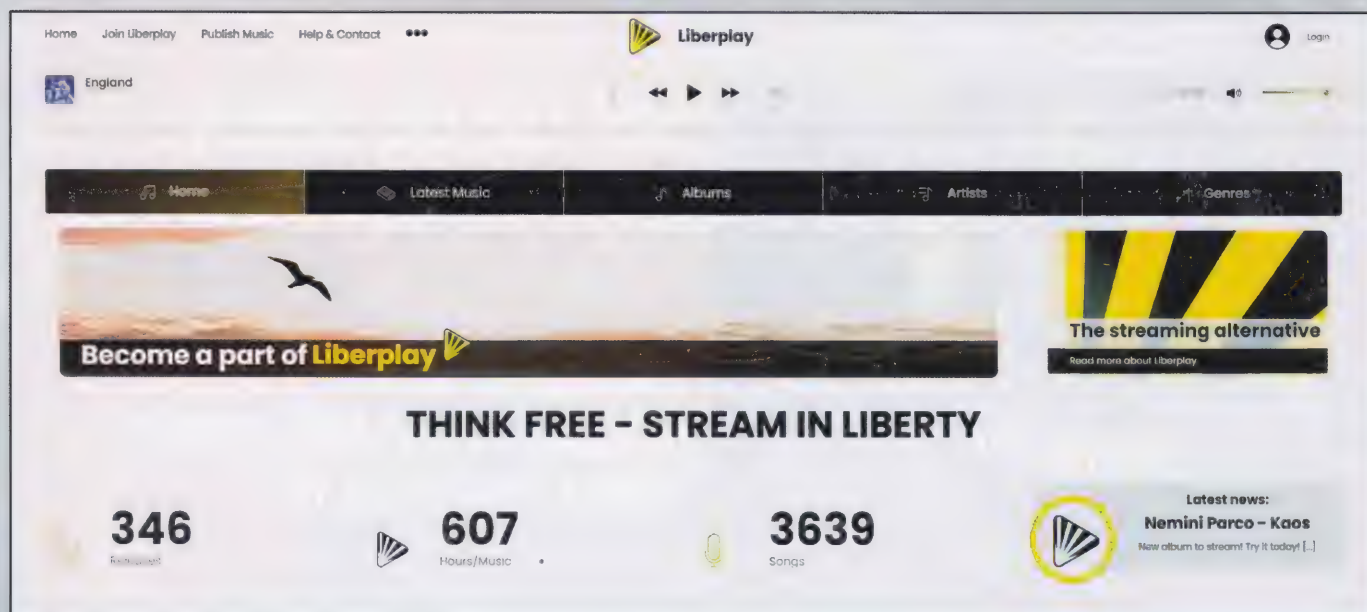 Home Join Liberplay Publish Music Help & Contact ••• Liberplay Login
England
Home Latest Music Albums Artists Genres
Become a part of Liberplay
The streaming alternative
Read more about Liberplay
THINK FREE - STREAM IN LIBERTY
346
607
Hours/Music
3639
Songs
Latest news:
Nemini Parco - Kaos
New album to stream! Try it today! [...]